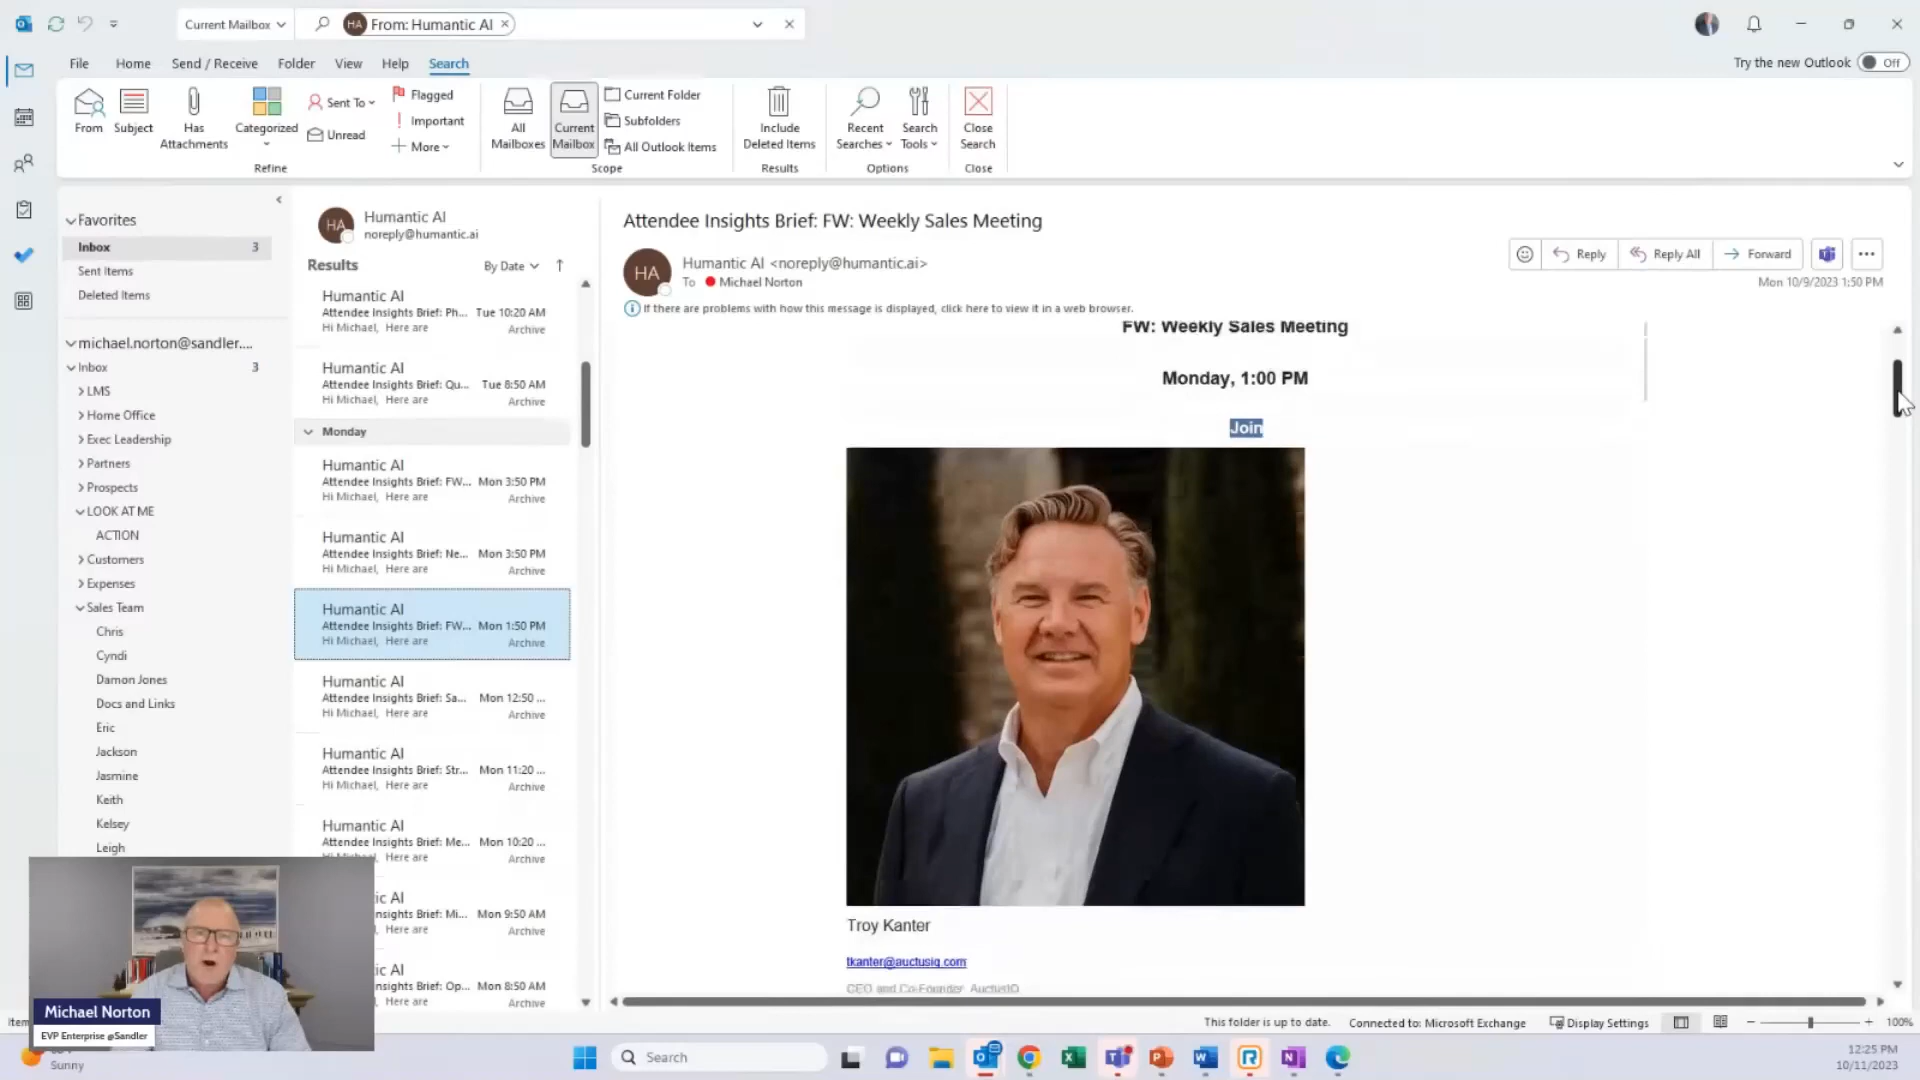 Current Mailbox
HA From: Humantic AI
File Home Send / Receive Folder View Help Search
Try the new Outlook Off
From
Subject
Has Attachments
Categorized
Sent To
Unread
Flagged
Important
More
Refine
All Mailboxes
Current Mailbox
Current Folder
Subfolders
All Outlook Items
Scope
Include Deleted Items
Results
Recent Searches
Search Tools
Options
Close Search
Close
Favorites
Inbox 3
Sent Items
Deleted Items
michael.norton@sandler....
Inbox 3
LMS
Home Office
Exec Leadership
Partners
Prospects
LOOK AT ME
ACTION
Customers
Expenses
Sales Team
Chris
Cyndi
Damon Jones
Docs and Links
Eric
Jackson
Jasmine
Keith
Kelsey
Leigh
HA
Humantic AI
noreply@humantic.ai
Results By Date
Humantic AI
Attendee Insights Brief: Ph... Tue 10:20 AM
Hi Michael, Here are Archive
Humantic AI
Attendee Insights Brief: Qu... Tue 8:50 AM
Hi Michael, Here are Archive
Monday
Humantic AI
Attendee Insights Brief: FW... Mon 3:50 PM
Hi Michael, Here are Archive
Humantic AI
Attendee Insights Brief: Ne... Mon 3:50 PM
Hi Michael, Here are Archive
Humantic AI
Attendee Insights Brief: FW... Mon 1:50 PM
Hi Michael, Here are Archive
Humantic AI
Attendee Insights Brief: Sa... Mon 12:50 ...
Hi Michael, Here are Archive
Humantic AI
Attendee Insights Brief: Str... Mon 11:20 ...
Hi Michael, Here are Archive
Humantic AI
Attendee Insights Brief: Me... Mon 10:20 ...
Here are Archive
ic AI
nsights Brief: Mi... Mon 9:50 AM
Here are Archive
ic AI
nsights Brief: Op... Mon 8:50 AM
Here are Archive
Attendee Insights Brief: FW: Weekly Sales Meeting
HA
Humantic AI <noreply@humantic.ai>
To Michael Norton
Reply Reply All Forward
Mon 10/9/2023 1:50 PM
If there are problems with how this message is displayed, click here to view it in a web browser.
FW: Weekly Sales Meeting
Monday, 1:00 PM
Join
Troy Kanter
tkanter@auctusiq.com
CEO and Co-Founder, AuctusIQ
Michael Norton
EVP Enterprise @Sandler
Item
This folder is up to date. Connected to: Microsoft Exchange Display Settings 100%
Sunny
Search
12:25 PM
10/11/2023